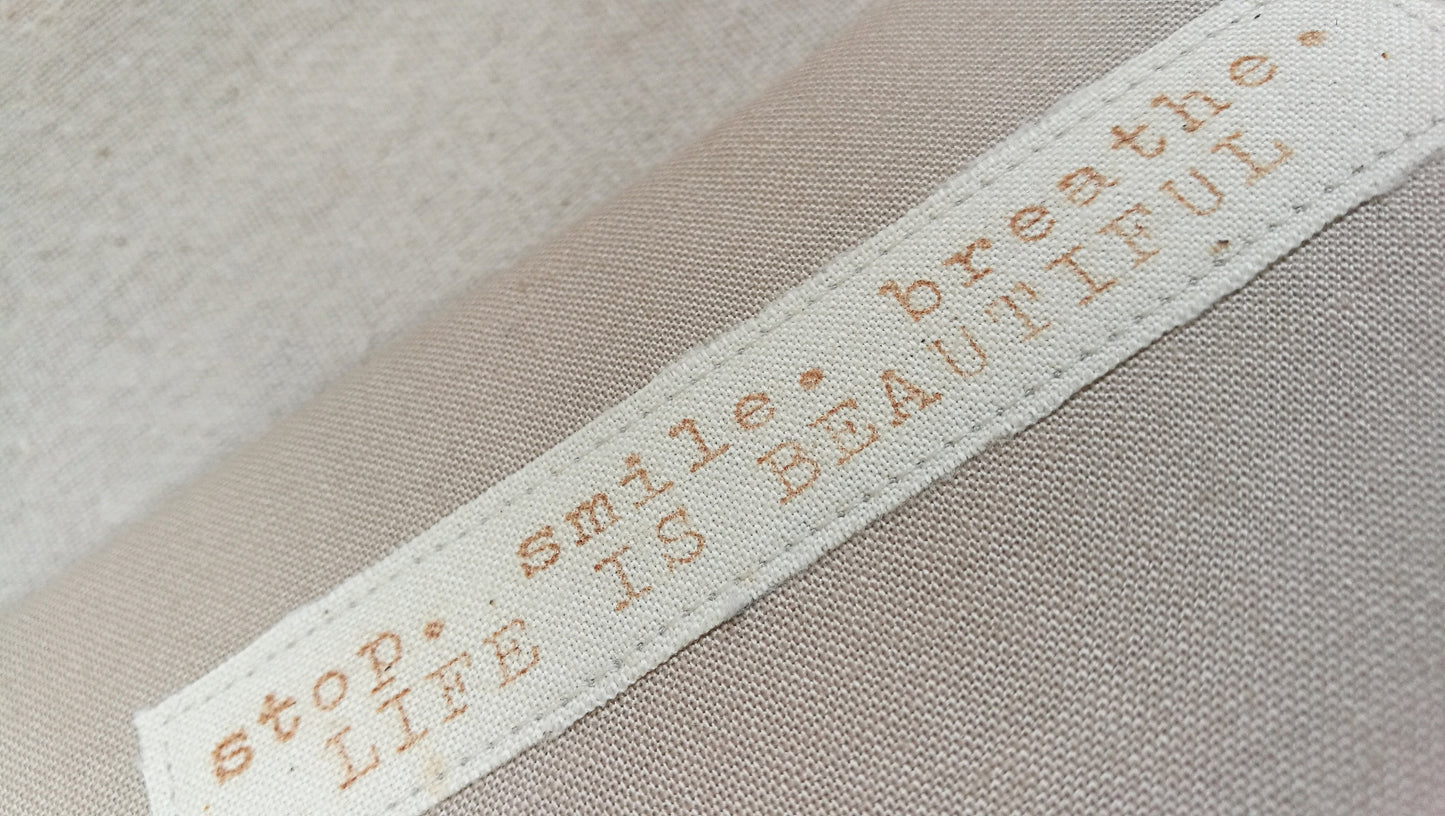 stop. smile. breathe.
LIFE IS BEAUTIFUL